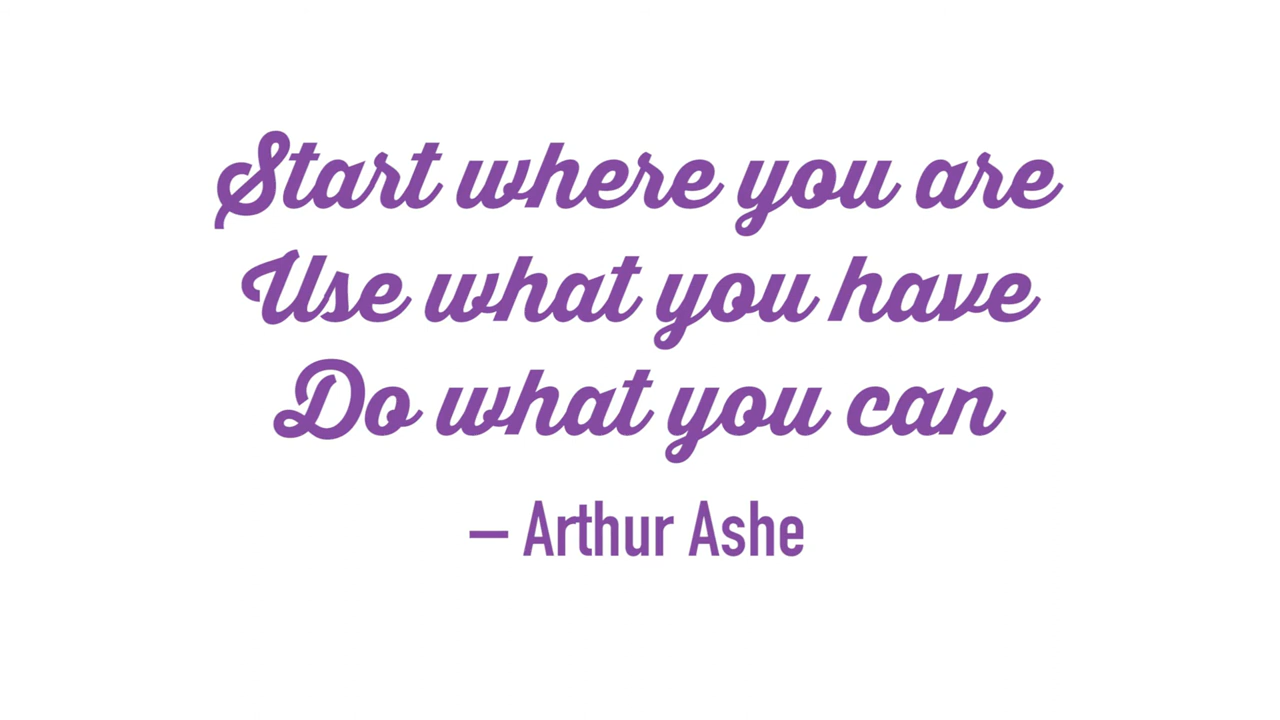 Start where you are
Use what you have
Do what you can
– Arthur Ashe